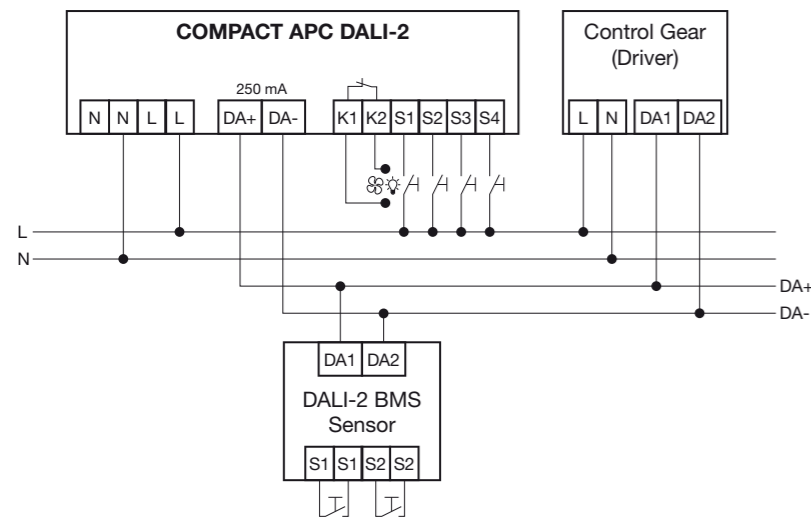 COMPACT APC DALI-2
250 mA
N N L L DA+ DA- K1 K2 S1 S2 S3 S4
Control Gear
(Driver)
L N DA1 DA2
L
N
DA+
DA-
DA1 DA2
DALI-2 BMS
Sensor
S1 S1 S2 S2